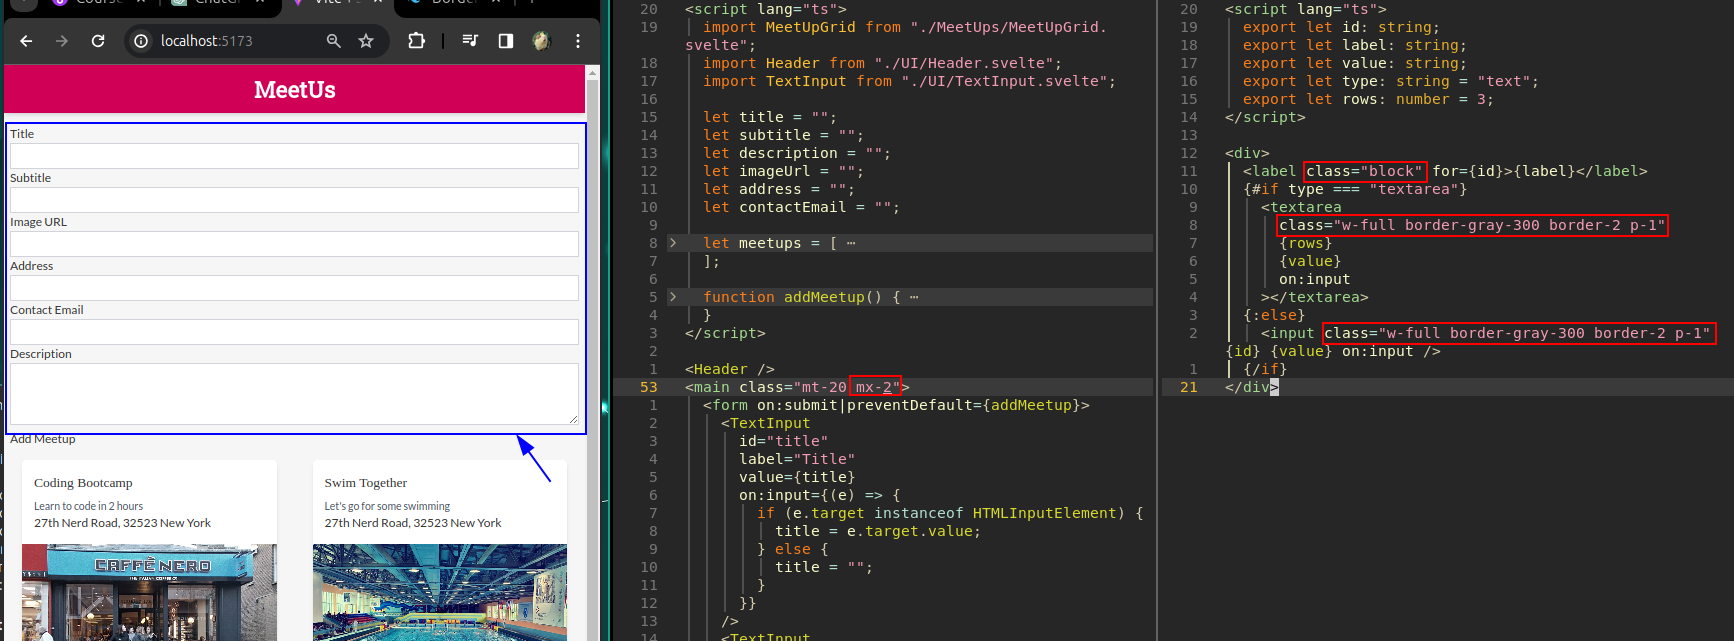 localhost:5173
MeetUs
Title
Subtitle
Image URL
Address
Contact Email
Description
Add Meetup
Coding Bootcamp
Learn to code in 2 hours
27th Nerd Road, 32523 New York
CAFFÈ NERO
Swim Together
Let's go for some swimming
27th Nerd Road, 32523 New York
20 <script lang="ts">
19 import MeetUpGrid from "./MeetUps/MeetUpGrid.
svelte";
18 import Header from "./UI/Header.svelte";
17 import TextInput from "./UI/TextInput.svelte";
16
15 let title = "";
14 let subtitle = "";
13 let description = "";
12 let imageUrl = "";
11 let address = "";
10 let contactEmail = "";
9
8 > let meetups = [ ⋯
7 ];
6
5 > function addMeetup() { ⋯
4 }
3 </script>
2
1 <Header />
53 <main class="mt-20 mx-2">
1 <form on:submit|preventDefault={addMeetup}>
2 <TextInput
3 id="title"
4 label="Title"
5 value={title}
6 on:input={(e) => {
7 if (e.target instanceof HTMLInputElement) {
8 title = e.target.value;
9 } else {
10 title = "";
11 }
12 }}
13 />
14 <TextInput
20 <script lang="ts">
19 export let id: string;
18 export let label: string;
17 export let value: string;
16 export let type: string = "text";
15 export let rows: number = 3;
14 </script>
13
12 <div>
11 <label class="block" for={id}>{label}</label>
10 {#if type === "textarea"}
9 <textarea
8 class="w-full border-gray-300 border-2 p-1"
7 {rows}
6 {value}
5 on:input
4 ></textarea>
3 {:else}
2 <input class="w-full border-gray-300 border-2 p-1"
{id} {value} on:input />
1 {/if}
21 </div>